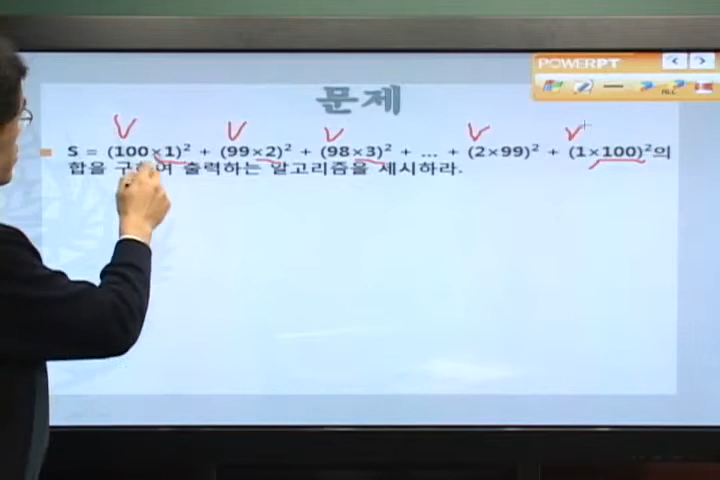 POWERPT
문제
S = (100×1)² + (99×2)² + (98×3)² + ... + (2×99)² + (1×100)²의
합을 구하여 출력하는 알고리즘을 세시하라.